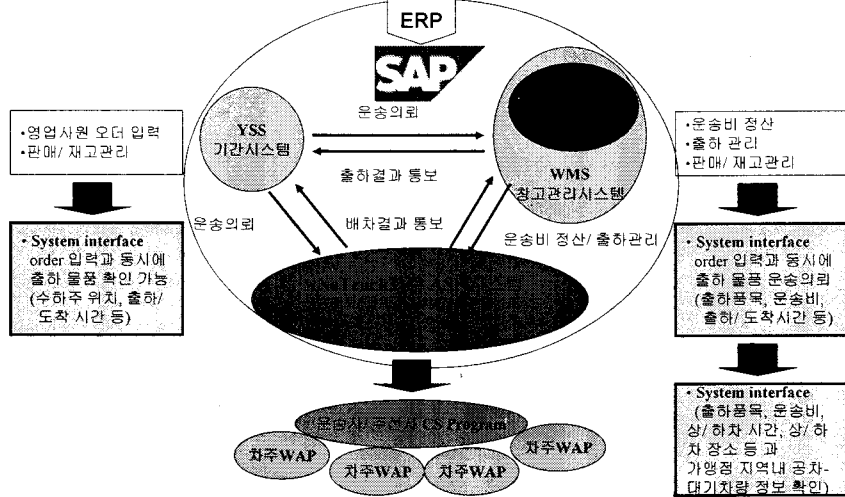 ERP
SAP
운송의뢰
YSS
기간시스템
WMS
창고관리시스템
출하결과 통보
운송의뢰
배차결과 통보
운송비 정산/ 출하관리
•영업사원 오더 입력
•판매/ 재고관리
• System interface
order 입력과 동시에
출하 물품 확인 가능
(수하주 위치, 출하/
도착 시간 등)
•운송비 정산
•출하 관리
•판매/ 재고관리
• System interface
order 입력과 동시에
출하 물품 운송의뢰
(출하품목, 운송비,
출하/ 도착시간 등)
• System interface
(출하품목, 운송비,
상/ 하차 시간, 상/ 하
차 장소 등 과
가맹점 지역내 공차-
대기차량 정보 확인)
CS Program
차주WAP
차주WAP
차주WAP
차주WAP